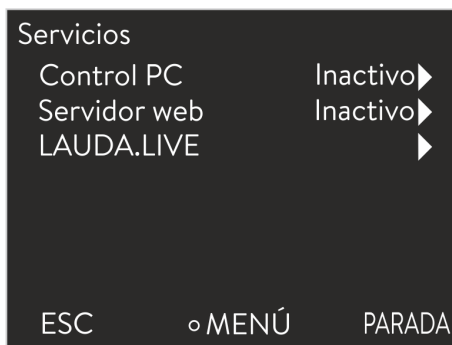 Servicios
Control PC Inactivo
Servidor web Inactivo
LAUDA.LIVE
ESC MENÚ PARADA